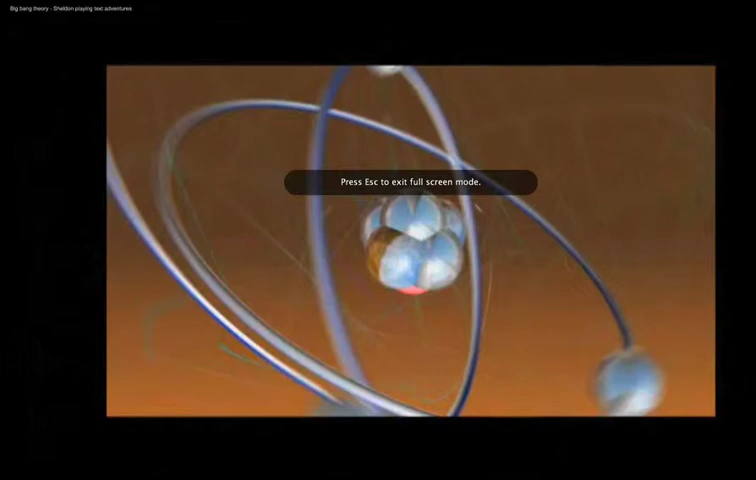 Big bang theory - Sheldon playing text adventures
Press Esc to exit full screen mode.